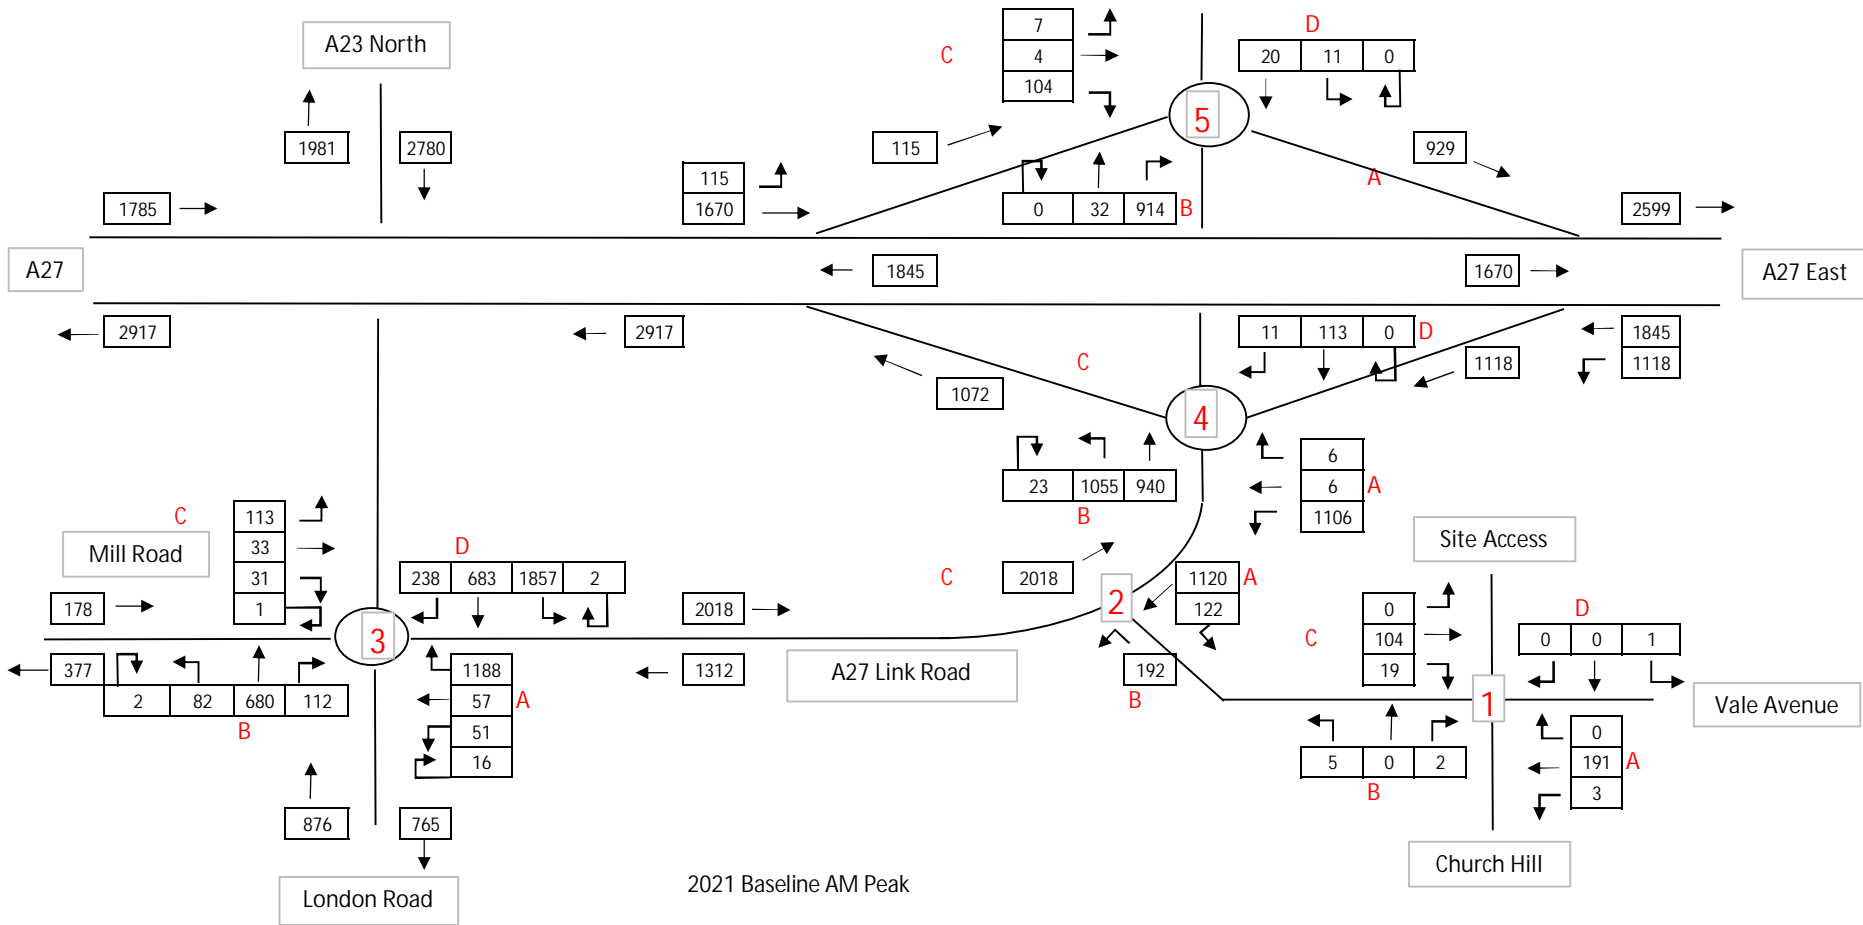 7
D
A23 North
C
4
20 11 0
104
5
1981
2780
115
929
115
A
1785
1670
0 32 914 B
2599
A27
1845
1670
A27 East
2917
2917
11 113 0 D
1845
C
1118
1118
1072
4
6
23 1055 940
6 A
B
1106
C
113
Site Access
Mill Road
33
D
31
238 683 1857 2
C
2018
1120 A
178
1
2018
2
122
0
D
3
C
104
0 0 1
377
1188
1312
A27 Link Road
192
19
2 82 680 112
57 A
B
1
Vale Avenue
B
51
0
16
5 0 2
191 A
B
3
876
765
Church Hill
2021 Baseline AM Peak
London Road